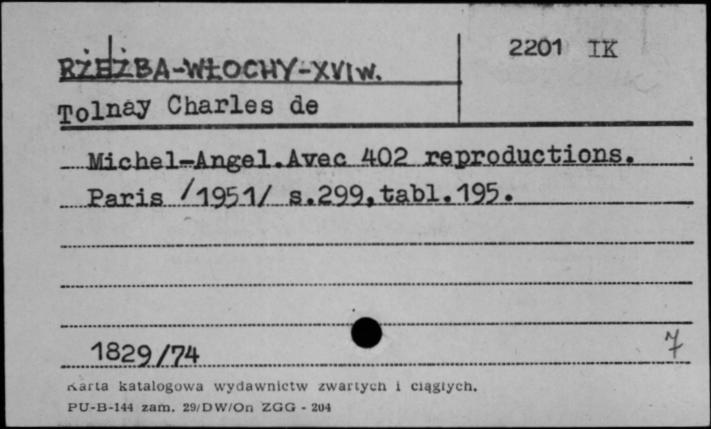 2201 IK
RZEŹBA-WŁOCHY-XVIw.
Tolnay Charles de
Michel-Angel.Avec 402 reproductions.
Paris /1951/ s.299,tabl.195.
1829/74
7
Karta katalogowa wydawnictw zwartych i ciągłych.
PU-B-144 zam. 29/DW/On ZGG - 204